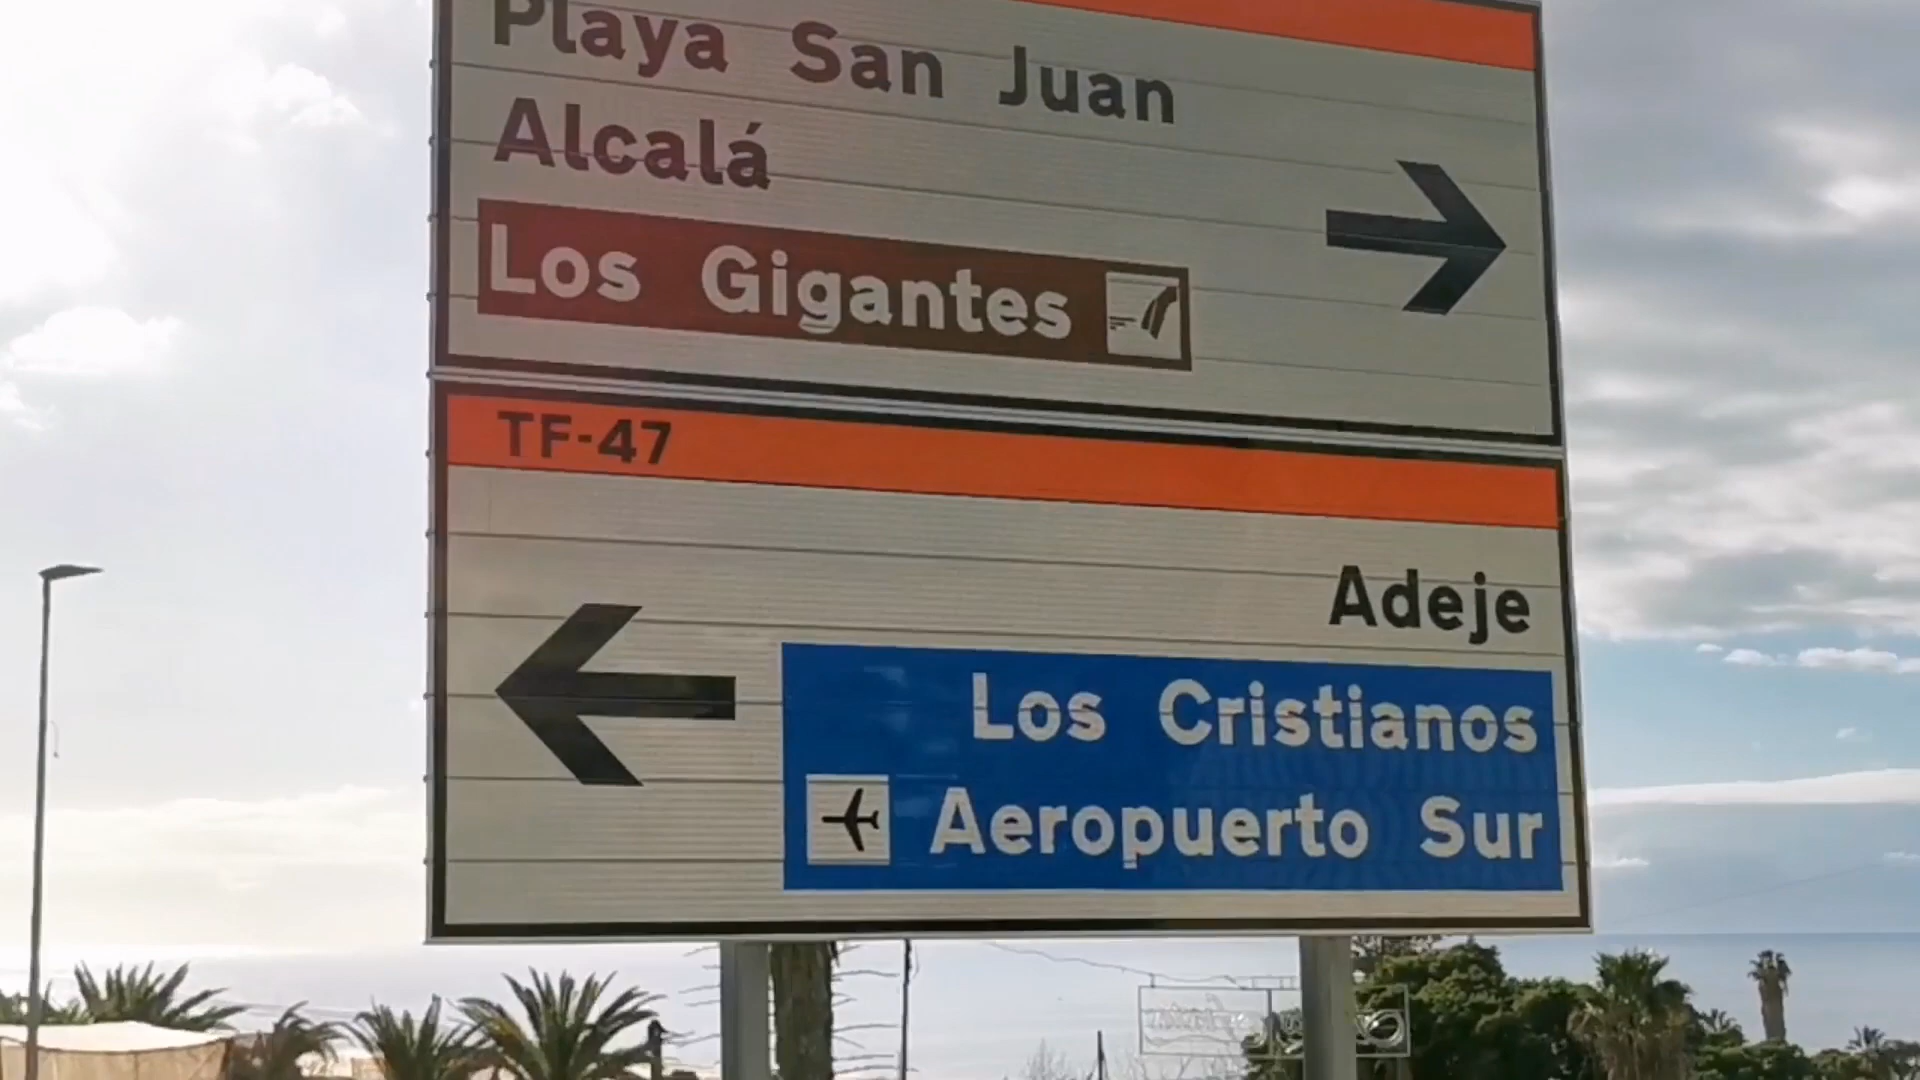 Playa San Juan
Alcalá
Los Gigantes
TF-47
Adeje
Los Cristianos
Aeropuerto Sur